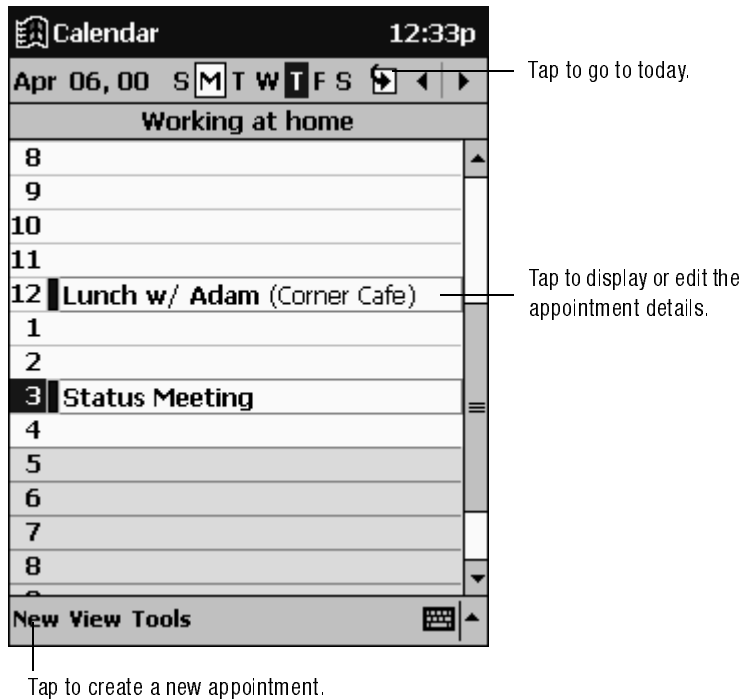 Calendar 12:33p
Apr 06, 00 S M T W T F S
Tap to go to today.
Working at home
8
9
10
11
12 Lunch w/ Adam (Corner Cafe)
Tap to display or edit the
appointment details.
1
2
3 Status Meeting
4
5
6
7
8
New View Tools
Tap to create a new appointment.